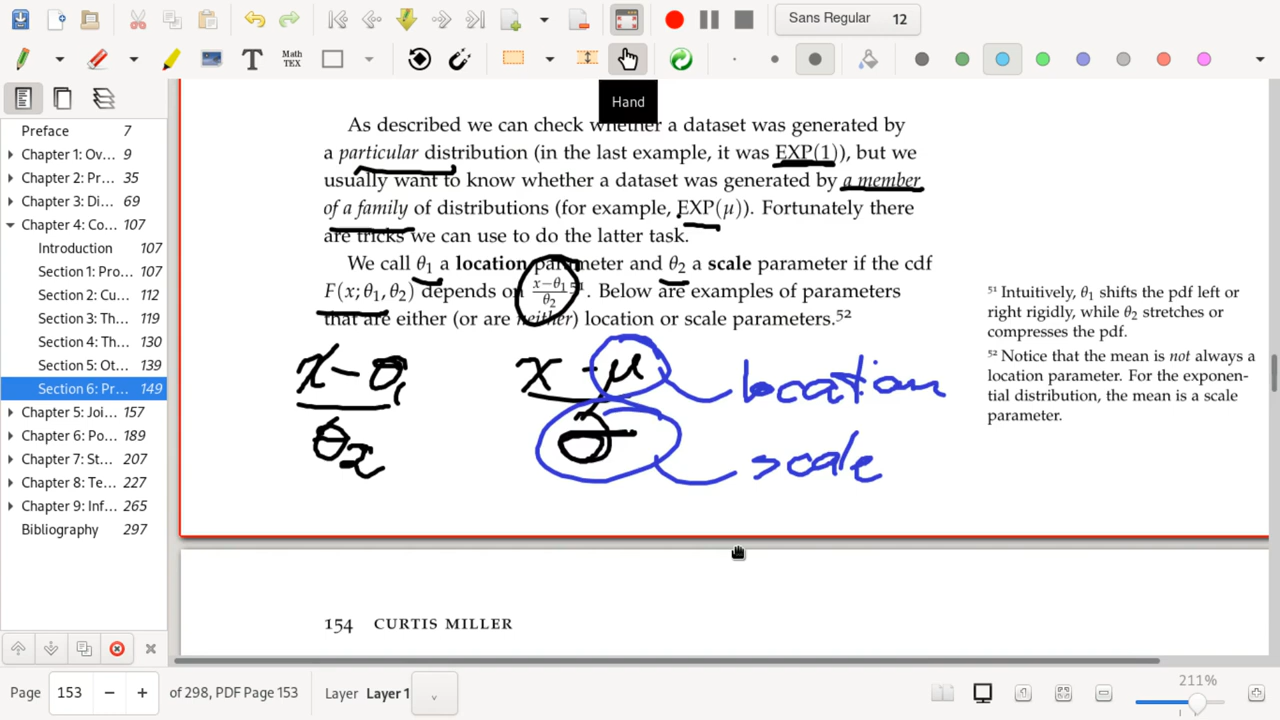 Sans Regular 12
Math
TEX
Hand
Preface 7
Chapter 1: Ov... 9
Chapter 2: Pr... 35
Chapter 3: Di... 69
Chapter 4: Co... 107
Introduction 107
Section 1: Pro... 107
Section 2: Cu... 112
Section 3: Th... 119
Section 4: Th... 130
Section 5: Ot... 139
Section 6: Pr... 149
Chapter 5: Joi... 157
Chapter 6: Po... 189
Chapter 7: St... 207
Chapter 8: Te... 227
Chapter 9: Inf... 265
Bibliography 297
As described we can check whether a dataset was generated by
a particular distribution (in the last example, it was EXP(1)), but we
usually want to know whether a dataset was generated by a member
of a family of distributions (for example, EXP(μ)). Fortunately there
are tricks we can use to do the latter task.
We call θ₁ a location parameter and θ₂ a scale parameter if the cdf
F(x; θ₁, θ₂) depends on (x−θ₁)/θ₂ ⁵¹. Below are examples of parameters
that are either (or are neither) location or scale parameters.⁵²
⁵¹ Intuitively, θ₁ shifts the pdf left or
right rigidly, while θ₂ stretches or
compresses the pdf.
⁵² Notice that the mean is not always a
location parameter. For the exponen-
tial distribution, the mean is a scale
parameter.
x − θ₁
θ₂
x − μ location
σ scale
154 CURTIS MILLER
Page 153 of 298, PDF Page 153
Layer Layer 1
211%